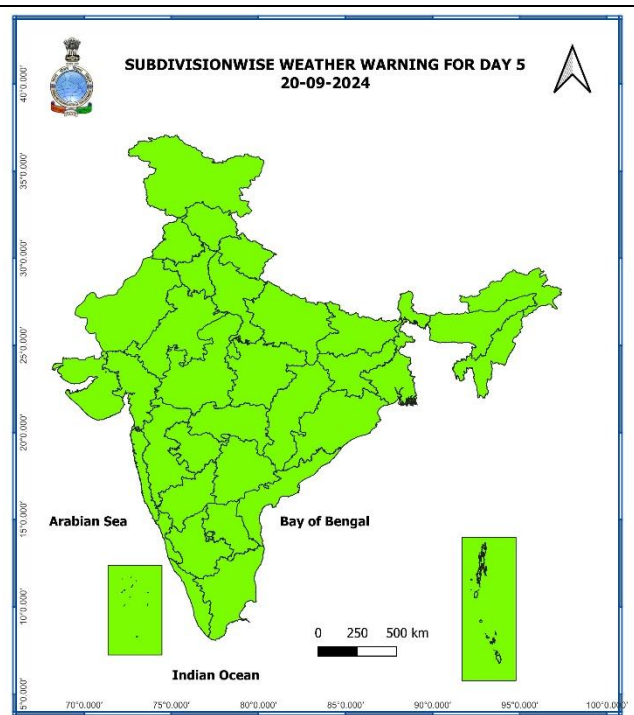 SUBDIVISIONWISE WEATHER WARNING FOR DAY 5
20-09-2024
40°0.000'
35°0.000'
30°0.000'
25°0.000'
20°0.000'
15°0.000'
10°0.000'
5°0.000'
Arabian Sea
Bay of Bengal
0 250 500 km
Indian Ocean
70°0.000' 75°0.000' 80°0.000' 85°0.000' 90°0.000' 95°0.000' 100°0.000'